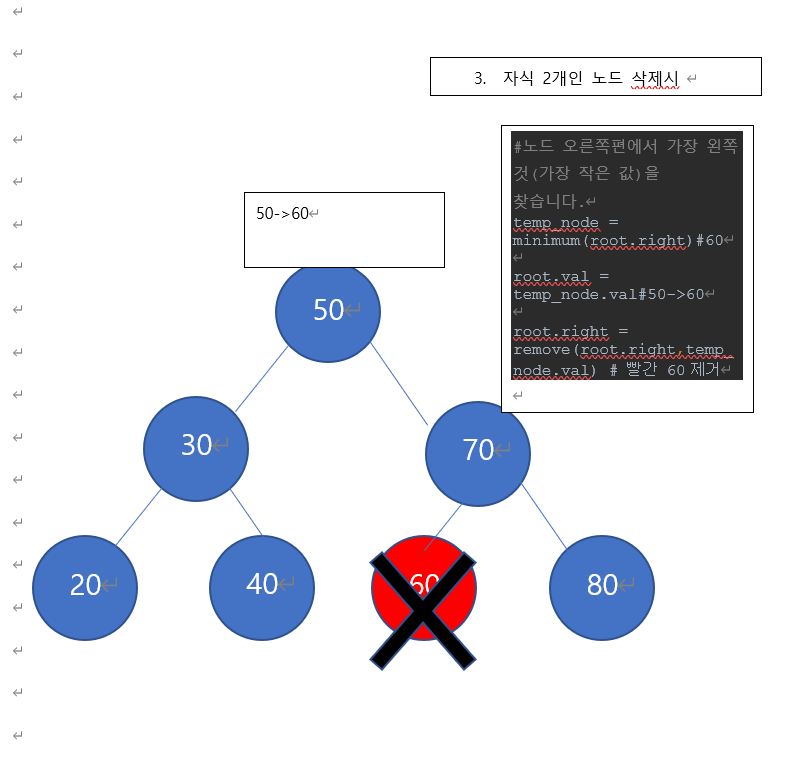 3. 자식 2개인 노드 삭제시
#노드 오른쪽편에서 가장 왼쪽
것(가장 작은 값)을
찾습니다.
temp_node =
minimum(root.right)#60
root.val =
temp_node.val#50->60
root.right =
remove(root.right,temp_
node.val) # 빨간 60 제거
50->60
50
30
70
20
40
60
80